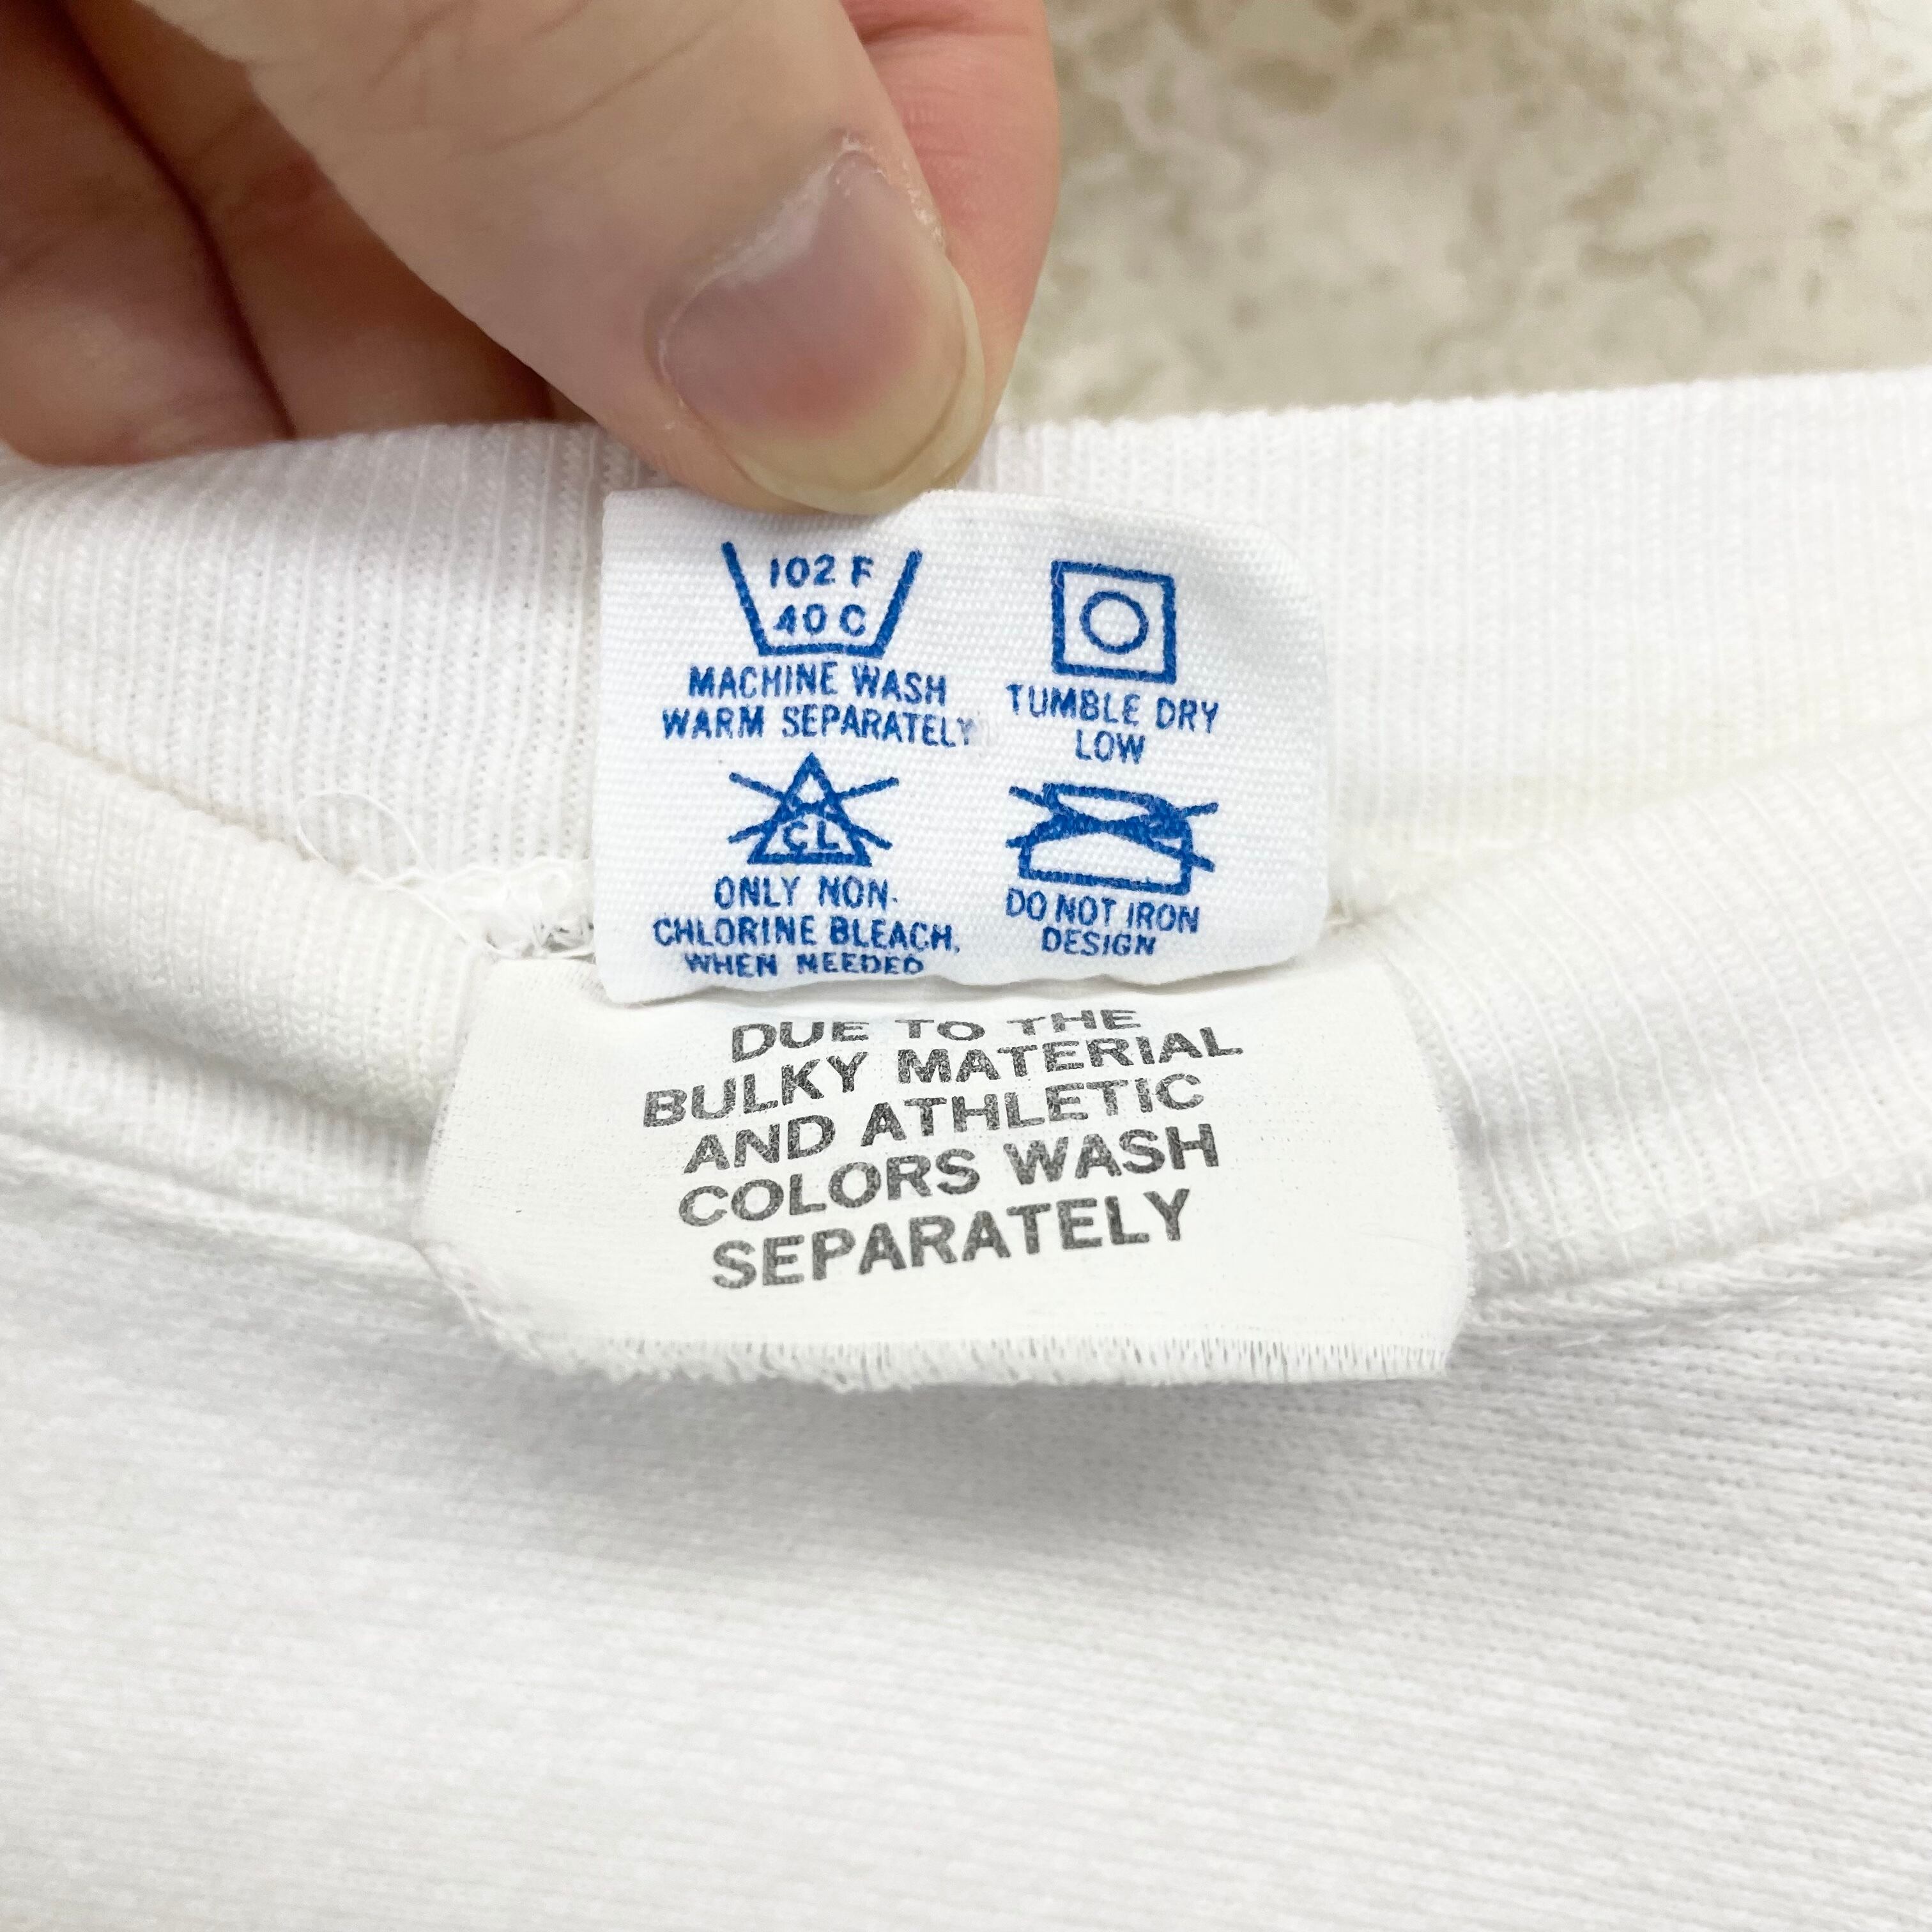 102 F
40 C
MACHINE WASH
WARM SEPARATELY
TUMBLE DRY
LOW
CL
ONLY NON-
CHLORINE BLEACH,
WHEN NEEDED
DO NOT IRON
DESIGN
DUE TO THE
BULKY MATERIAL
AND ATHLETIC
COLORS WASH
SEPARATELY